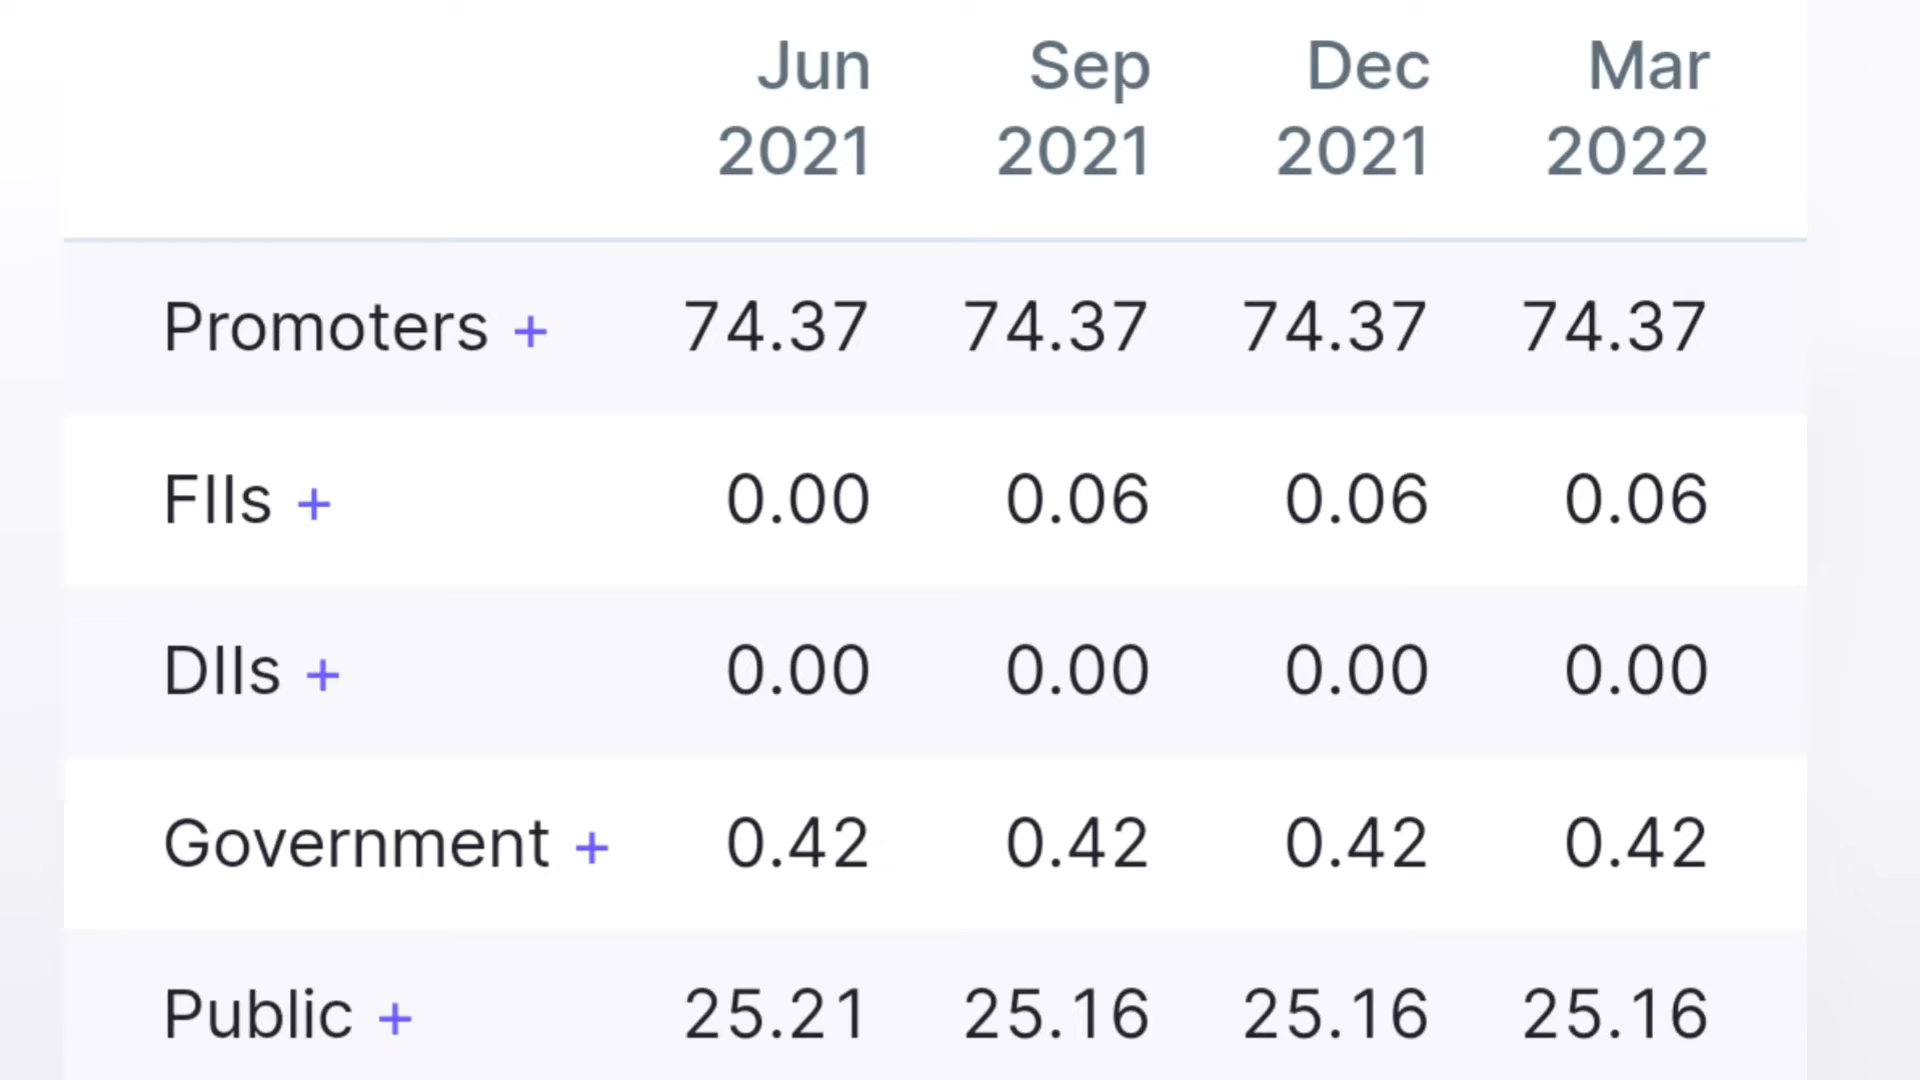 Jun Sep Dec Mar
2021 2021 2021 2022
Promoters + 74.37 74.37 74.37 74.37
FIIs + 0.00 0.06 0.06 0.06
DIIs + 0.00 0.00 0.00 0.00
Government + 0.42 0.42 0.42 0.42
Public + 25.21 25.16 25.16 25.16